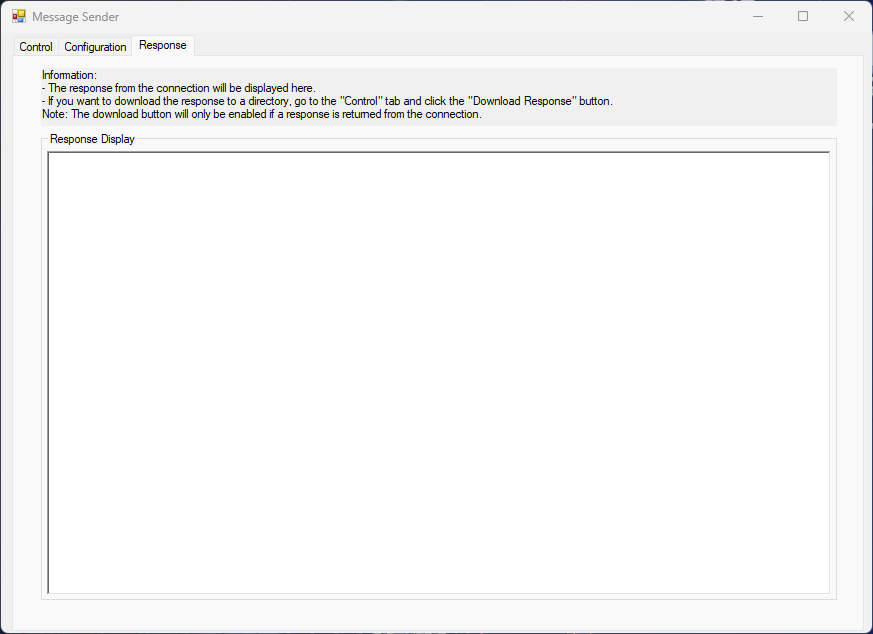 Message Sender
Control Configuration Response
Information:
- The response from the connection will be displayed here.
- If you want to download the response to a directory, go to the "Control" tab and click the "Download Response" button.
Note: The download button will only be enabled if a response is returned from the connection.
Response Display